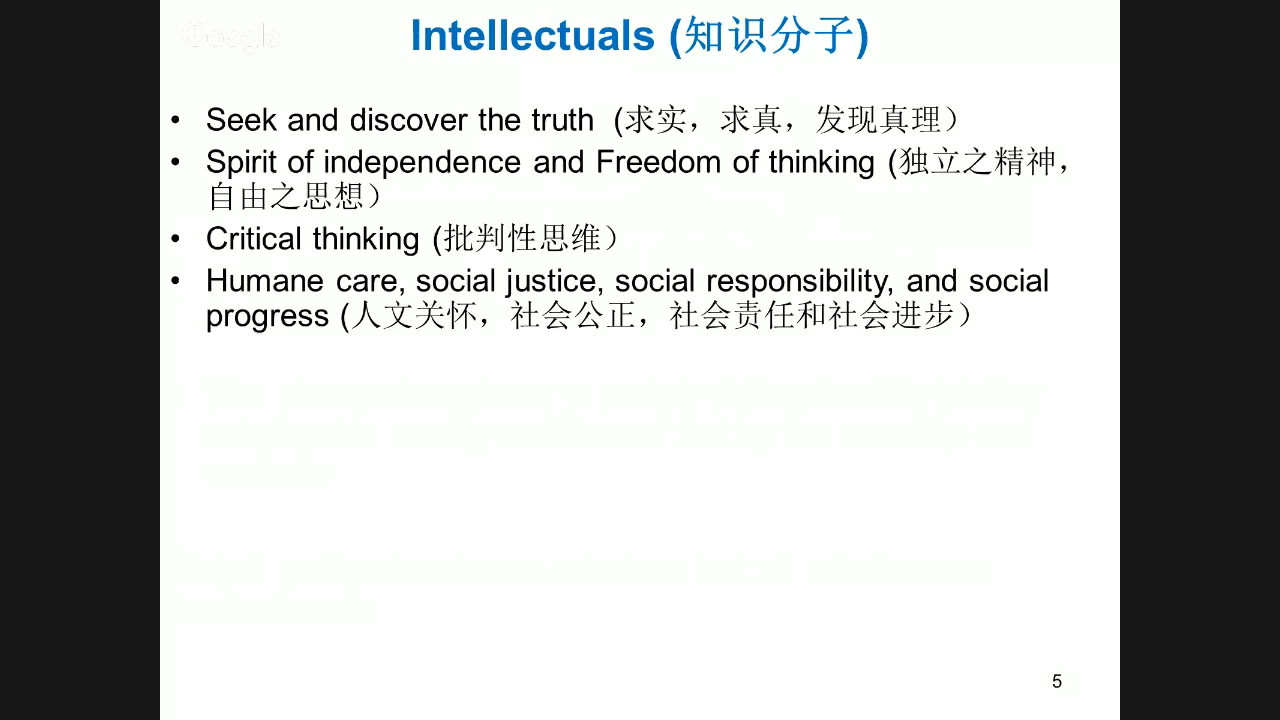 Google
Intellectuals (知识分子)
• Seek and discover the truth (求实，求真，发现真理）
• Spirit of independence and Freedom of thinking (独立之精神，
自由之思想）
• Critical thinking (批判性思维）
• Humane care, social justice, social responsibility, and social
progress (人文关怀，社会公正，社会责任和社会进步）
5